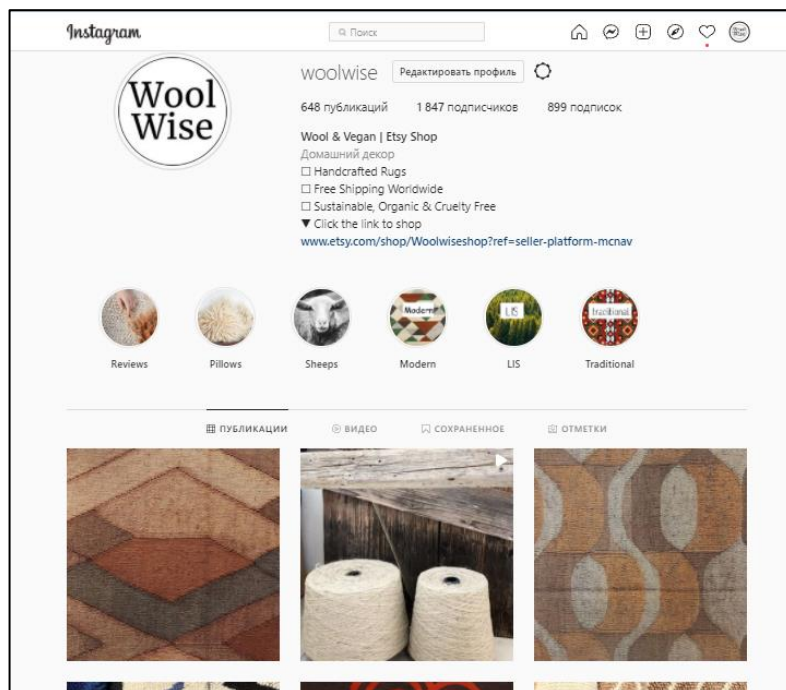 Instagram
Поиск
Wool
Wise
woolwise Редактировать профиль
648 публикаций 1 847 подписчиков 899 подписок
Wool & Vegan | Etsy Shop
Домашний декор
☐ Handcrafted Rugs
☐ Free Shipping Worldwide
☐ Sustainable, Organic & Cruelty Free
▼ Click the link to shop
www.etsy.com/shop/Woolwiseshop?ref=seller-platform-mcnav
Modern LIS traditional
Reviews Pillows Sheeps Modern LIS Traditional
ПУБЛИКАЦИИ ВИДЕО СОХРАНЕННОЕ ОТМЕТКИ